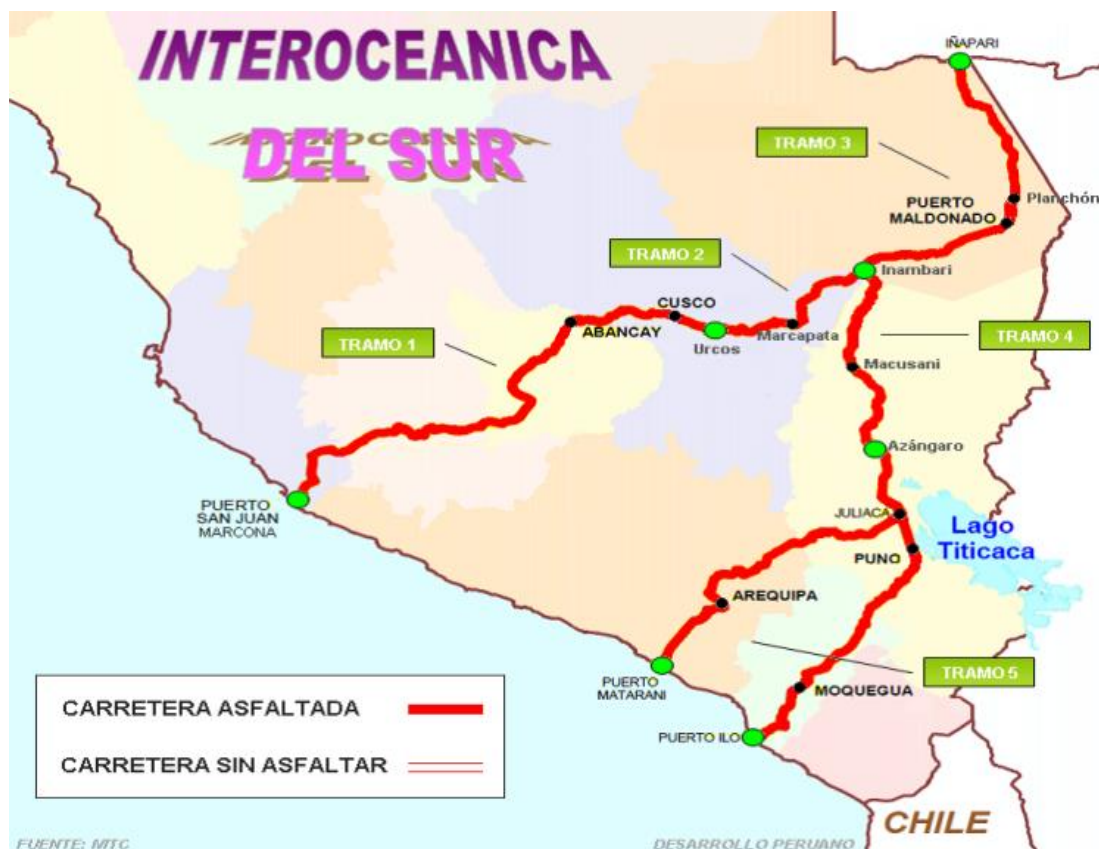 INTEROCEANICA
DEL SUR
IÑAPARI
TRAMO 3
Planchón
PUERTO
MALDONADO
TRAMO 2
Inambari
CUSCO
ABANCAY
Urcos
Marcapata
TRAMO 1
TRAMO 4
Macusani
Azángaro
PUERTO
SAN JUAN
MARCONA
JULIACA
Lago
Titicaca
PUNO
AREQUIPA
TRAMO 5
PUERTO
MATARANI
MOQUEGUA
PUERTO ILO
CARRETERA ASFALTADA
CARRETERA SIN ASFALTAR
CHILE
FUENTE: MTC
DESARROLLO PERUANO